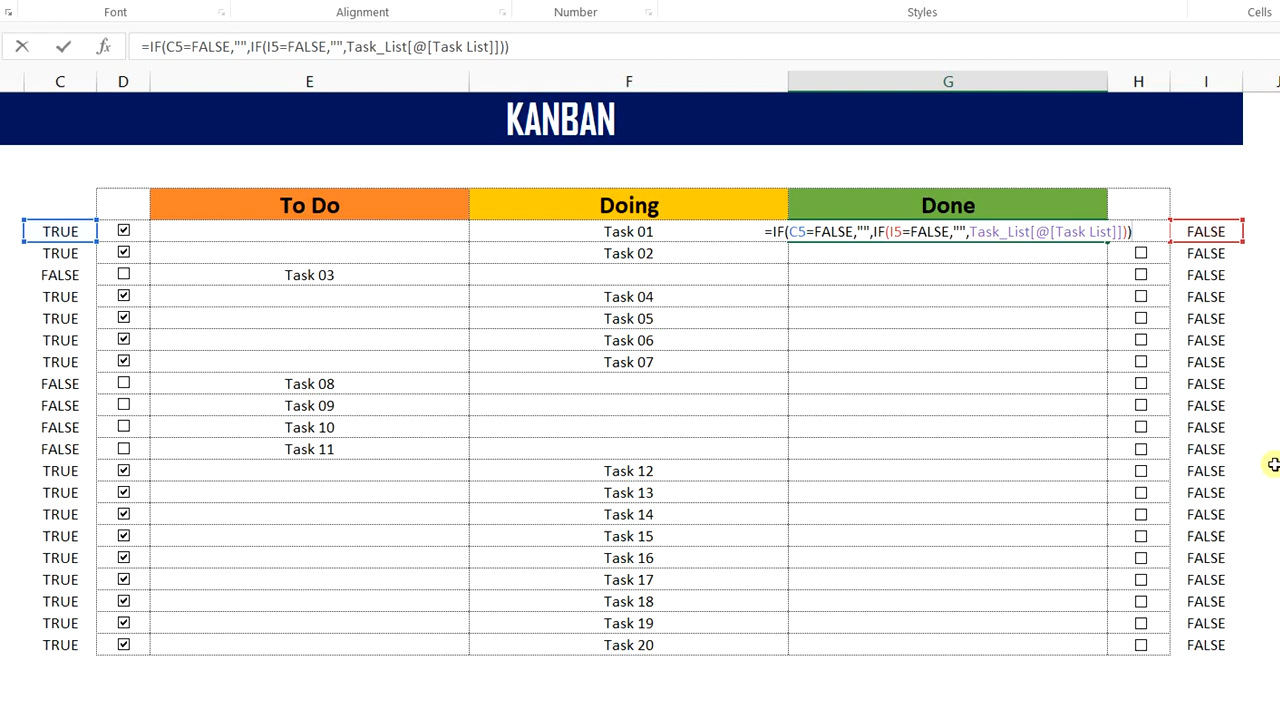 Font Alignment Number Styles Cells
=IF(C5=FALSE,"",IF(I5=FALSE,"",Task_List[@[Task List]]))
C D E F G H I
KANBAN
To Do Doing Done
TRUE Task 01 =IF(C5=FALSE,"",IF(I5=FALSE,"",Task_List[@[Task List]])) FALSE
TRUE Task 02 FALSE
FALSE Task 03 FALSE
TRUE Task 04 FALSE
TRUE Task 05 FALSE
TRUE Task 06 FALSE
TRUE Task 07 FALSE
FALSE Task 08 FALSE
FALSE Task 09 FALSE
FALSE Task 10 FALSE
FALSE Task 11 FALSE
TRUE Task 12 FALSE
TRUE Task 13 FALSE
TRUE Task 14 FALSE
TRUE Task 15 FALSE
TRUE Task 16 FALSE
TRUE Task 17 FALSE
TRUE Task 18 FALSE
TRUE Task 19 FALSE
TRUE Task 20 FALSE